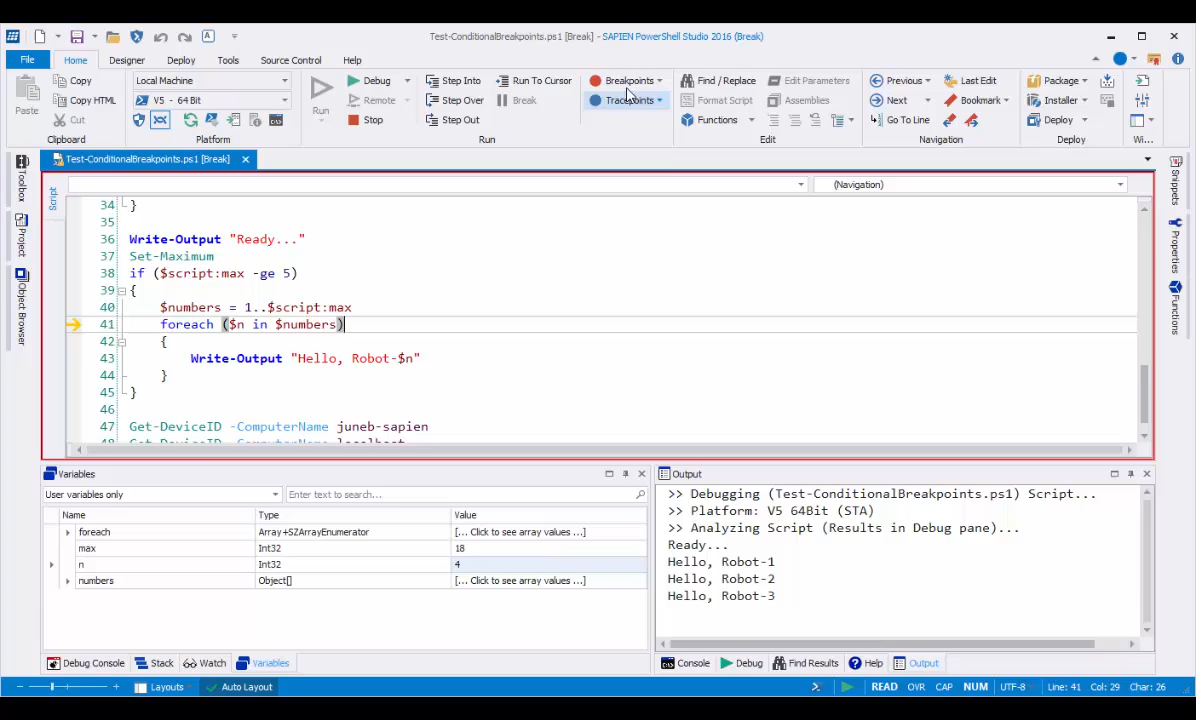 Test-ConditionalBreakpoints.ps1 [Break] - SAPIEN PowerShell Studio 2016 (Break)
File Home Designer Deploy Tools Source Control Help
Paste Copy Copy HTML Cut Clipboard
Local Machine
V5 - 64 Bit
Platform
Run Debug Remote Stop Step Into Step Over Step Out Run To Cursor Break Breakpoints Tracepoints Run
Find / Replace Format Script Functions Edit Parameters Assemblies Edit
Previous Next Go To Line Last Edit Bookmark Navigation
Package Installer Deploy Deploy
Wi...
Test-ConditionalBreakpoints.ps1 [Break]
Toolbox
Project
Object Browser
Script
(Navigation)
Snippets
Properties
Functions
34 }
35
36 Write-Output "Ready..."
37 Set-Maximum
38 if ($script:max -ge 5)
39 {
40 $numbers = 1..$script:max
41 foreach ($n in $numbers)
42 {
43 Write-Output "Hello, Robot-$n"
44 }
45 }
46
47 Get-DeviceID -ComputerName juneb-sapien
48 Get-DeviceID -ComputerName localhost
Variables
User variables only Enter text to search...
Name Type Value
foreach Array+SZArrayEnumerator [... Click to see array values ...]
max Int32 18
n Int32 4
numbers Object[] [... Click to see array values ...]
Debug Console Stack Watch Variables
Output
>> Debugging (Test-ConditionalBreakpoints.ps1) Script...
>> Platform: V5 64Bit (STA)
>> Analyzing Script (Results in Debug pane)...
Ready...
Hello, Robot-1
Hello, Robot-2
Hello, Robot-3
Console Debug Find Results Help Output
Layouts Auto Layout READ OVR CAP NUM UTF-8 Line: 41 Col: 29 Char: 26